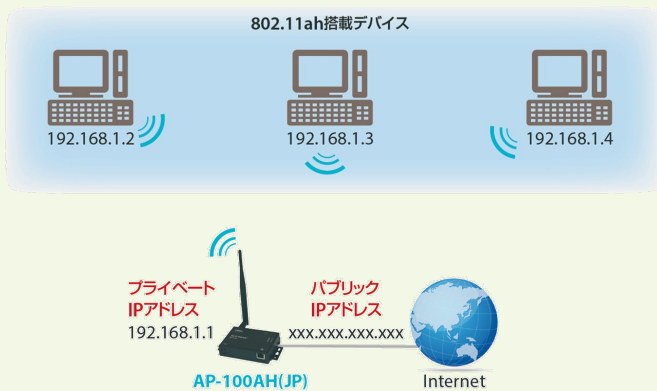 802.11ah搭載デバイス
192.168.1.2
192.168.1.3
192.168.1.4
プライベート
IPアドレス
192.168.1.1
パブリック
IPアドレス
xxx.xxx.xxx.xxx
AP-100AH(JP)
Internet